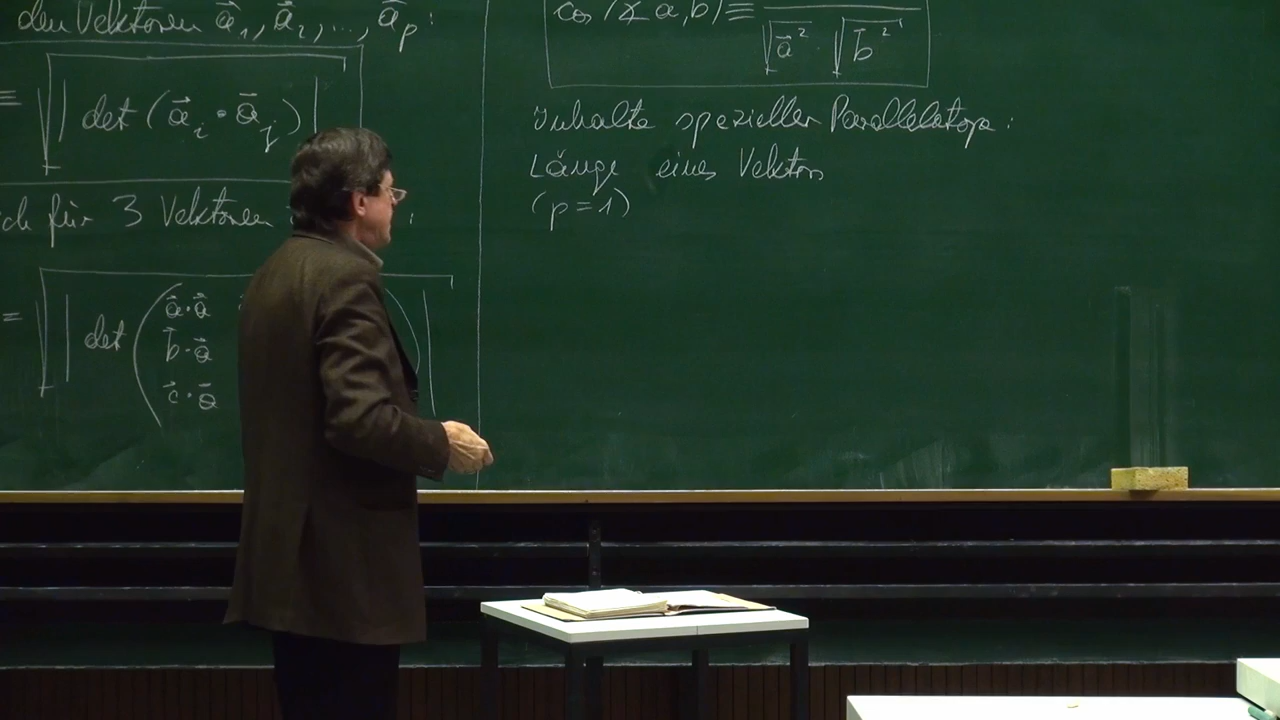 den Vektoren a⃗₁, a⃗₂, ..., a⃗ₚ:
≡ √|det(a⃗ᵢ · a⃗ⱼ)|
ch für 3 Vektoren :
= √|det( a⃗·a⃗
b⃗·a⃗
c⃗·a⃗ )|
cos(∡ a,b) ≡
√a⃗² √b⃗²
Inhalte spezieller Parallelotope:
Länge eines Vektors
(p=1)